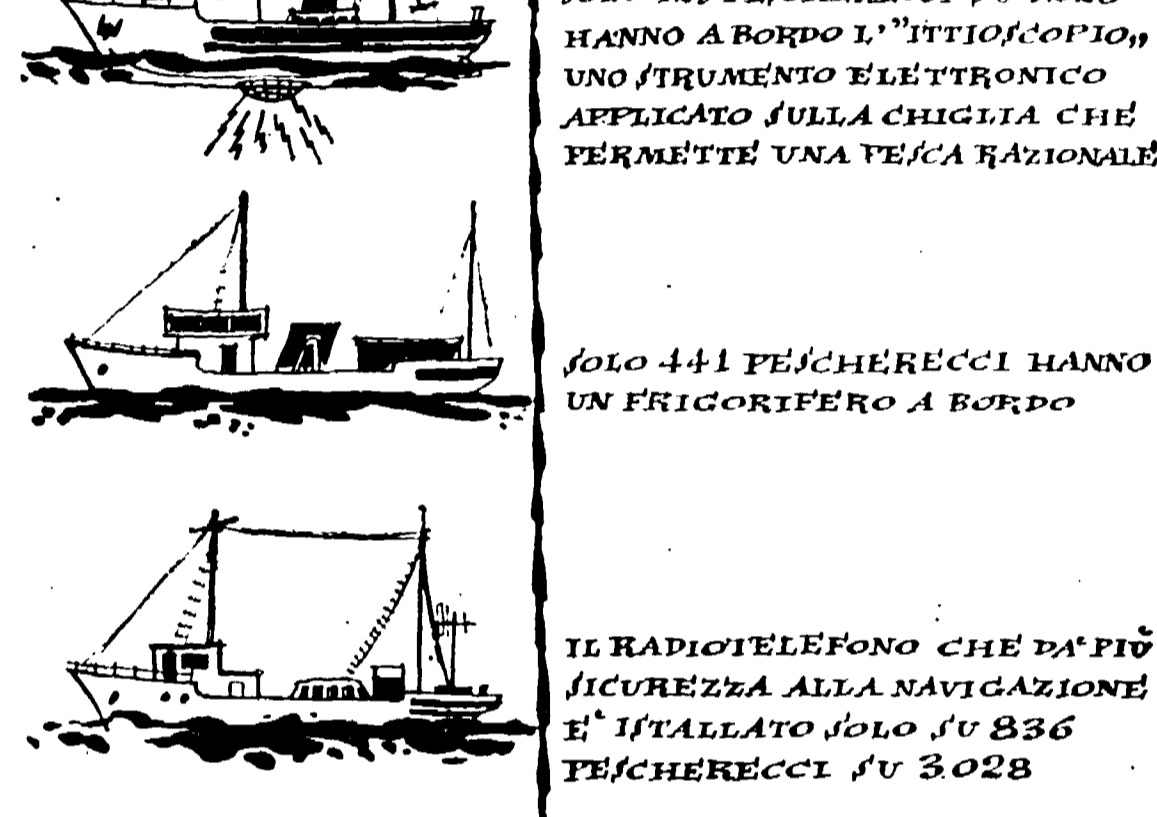 HANNO A BORDO L'"ITTIOSCOPIO„
UNO STRUMENTO ELETTRONICO
APPLICATO SULLA CHIGLIA CHE
PERMETTE UNA PESCA RAZIONALE
SOLO 441 PESCHERECCI HANNO
UN FRIGORIFERO A BORDO
IL RADIOTELEFONO CHE DA' PIÙ
SICUREZZA ALLA NAVIGAZIONE
E' ISTALLATO SOLO SU 836
PESCHERECCI SU 3.028